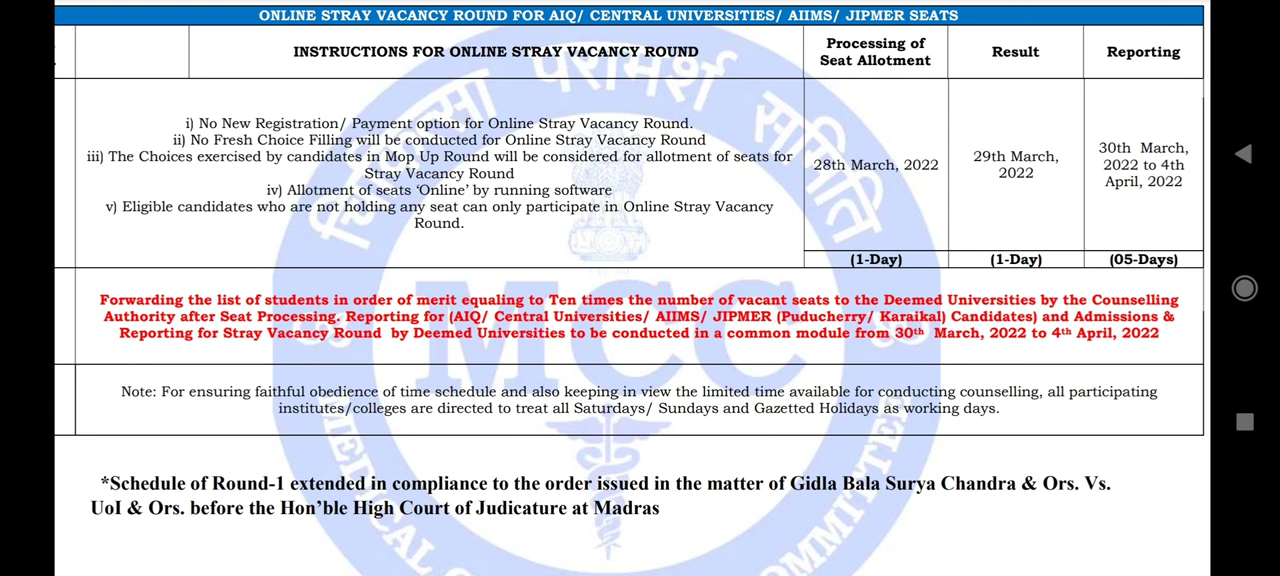 ONLINE STRAY VACANCY ROUND FOR AIQ/ CENTRAL UNIVERSITIES/ AIIMS/ JIPMER SEATS
INSTRUCTIONS FOR ONLINE STRAY VACANCY ROUND
Processing of
Seat Allotment
Result
Reporting
i) No New Registration/ Payment option for Online Stray Vacancy Round.
ii) No Fresh Choice Filling will be conducted for Online Stray Vacancy Round
iii) The Choices exercised by candidates in Mop Up Round will be considered for allotment of seats for
Stray Vacancy Round
iv) Allotment of seats ‘Online’ by running software
v) Eligible candidates who are not holding any seat can only participate in Online Stray Vacancy
Round.
28th March, 2022
29th March,
2022
30th March,
2022 to 4th
April, 2022
(1-Day)
(1-Day)
(05-Days)
Forwarding the list of students in order of merit equaling to Ten times the number of vacant seats to the Deemed Universities by the Counselling
Authority after Seat Processing. Reporting for (AIQ/ Central Universities/ AIIMS/ JIPMER (Puducherry/ Karaikal) Candidates) and Admissions &
Reporting for Stray Vacancy Round by Deemed Universities to be conducted in a common module from 30th March, 2022 to 4th April, 2022
Note: For ensuring faithful obedience of time schedule and also keeping in view the limited time available for conducting counselling, all participating
institutes/colleges are directed to treat all Saturdays/ Sundays and Gazetted Holidays as working days.
*Schedule of Round-1 extended in compliance to the order issued in the matter of Gidla Bala Surya Chandra & Ors. Vs.
UoI & Ors. before the Hon’ble High Court of Judicature at Madras
चिकित्सा परामर्श समिति
MCC
MEDICAL
COMMITTEE